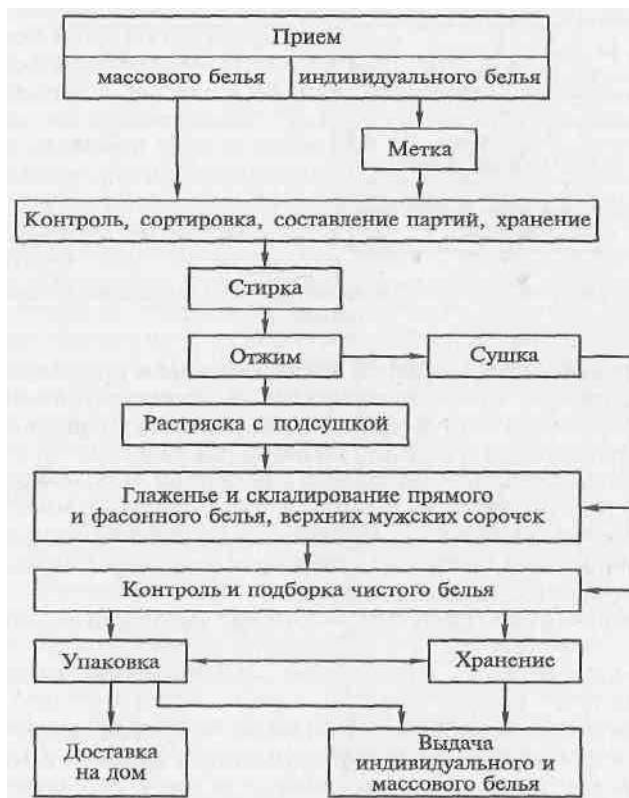 Прием
массового белья
индивидуального белья
Метка
Контроль, сортировка, составление партий, хранение
Стирка
Отжим
Сушка
Растряска с подсушкой
Глаженье и складирование прямого
и фасонного белья, верхних мужских сорочек
Контроль и подборка чистого белья
Упаковка
Хранение
Доставка
на дом
Выдача
индивидуального и
массового белья